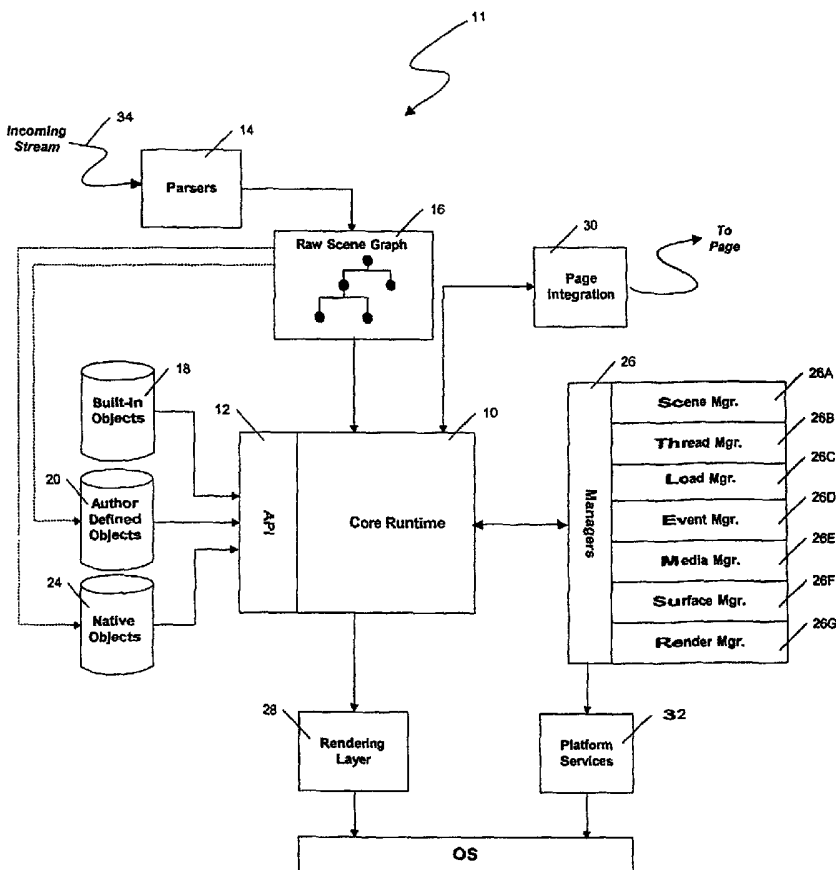 11
34
Incoming
Stream
14
Parsers
16
Raw Scene Graph
30
Page
Integration
To
Page
18
Built-In
Objects
12
10
26
26A
Scene Mgr.
26B
Thread Mgr.
26C
Load Mgr.
26D
Event Mgr.
26E
Media Mgr.
26F
Surface Mgr.
26G
Render Mgr.
Managers
20
Author
Defined
Objects
API
Core Runtime
24
Native
Objects
28
Rendering
Layer
32
Platform
Services
OS